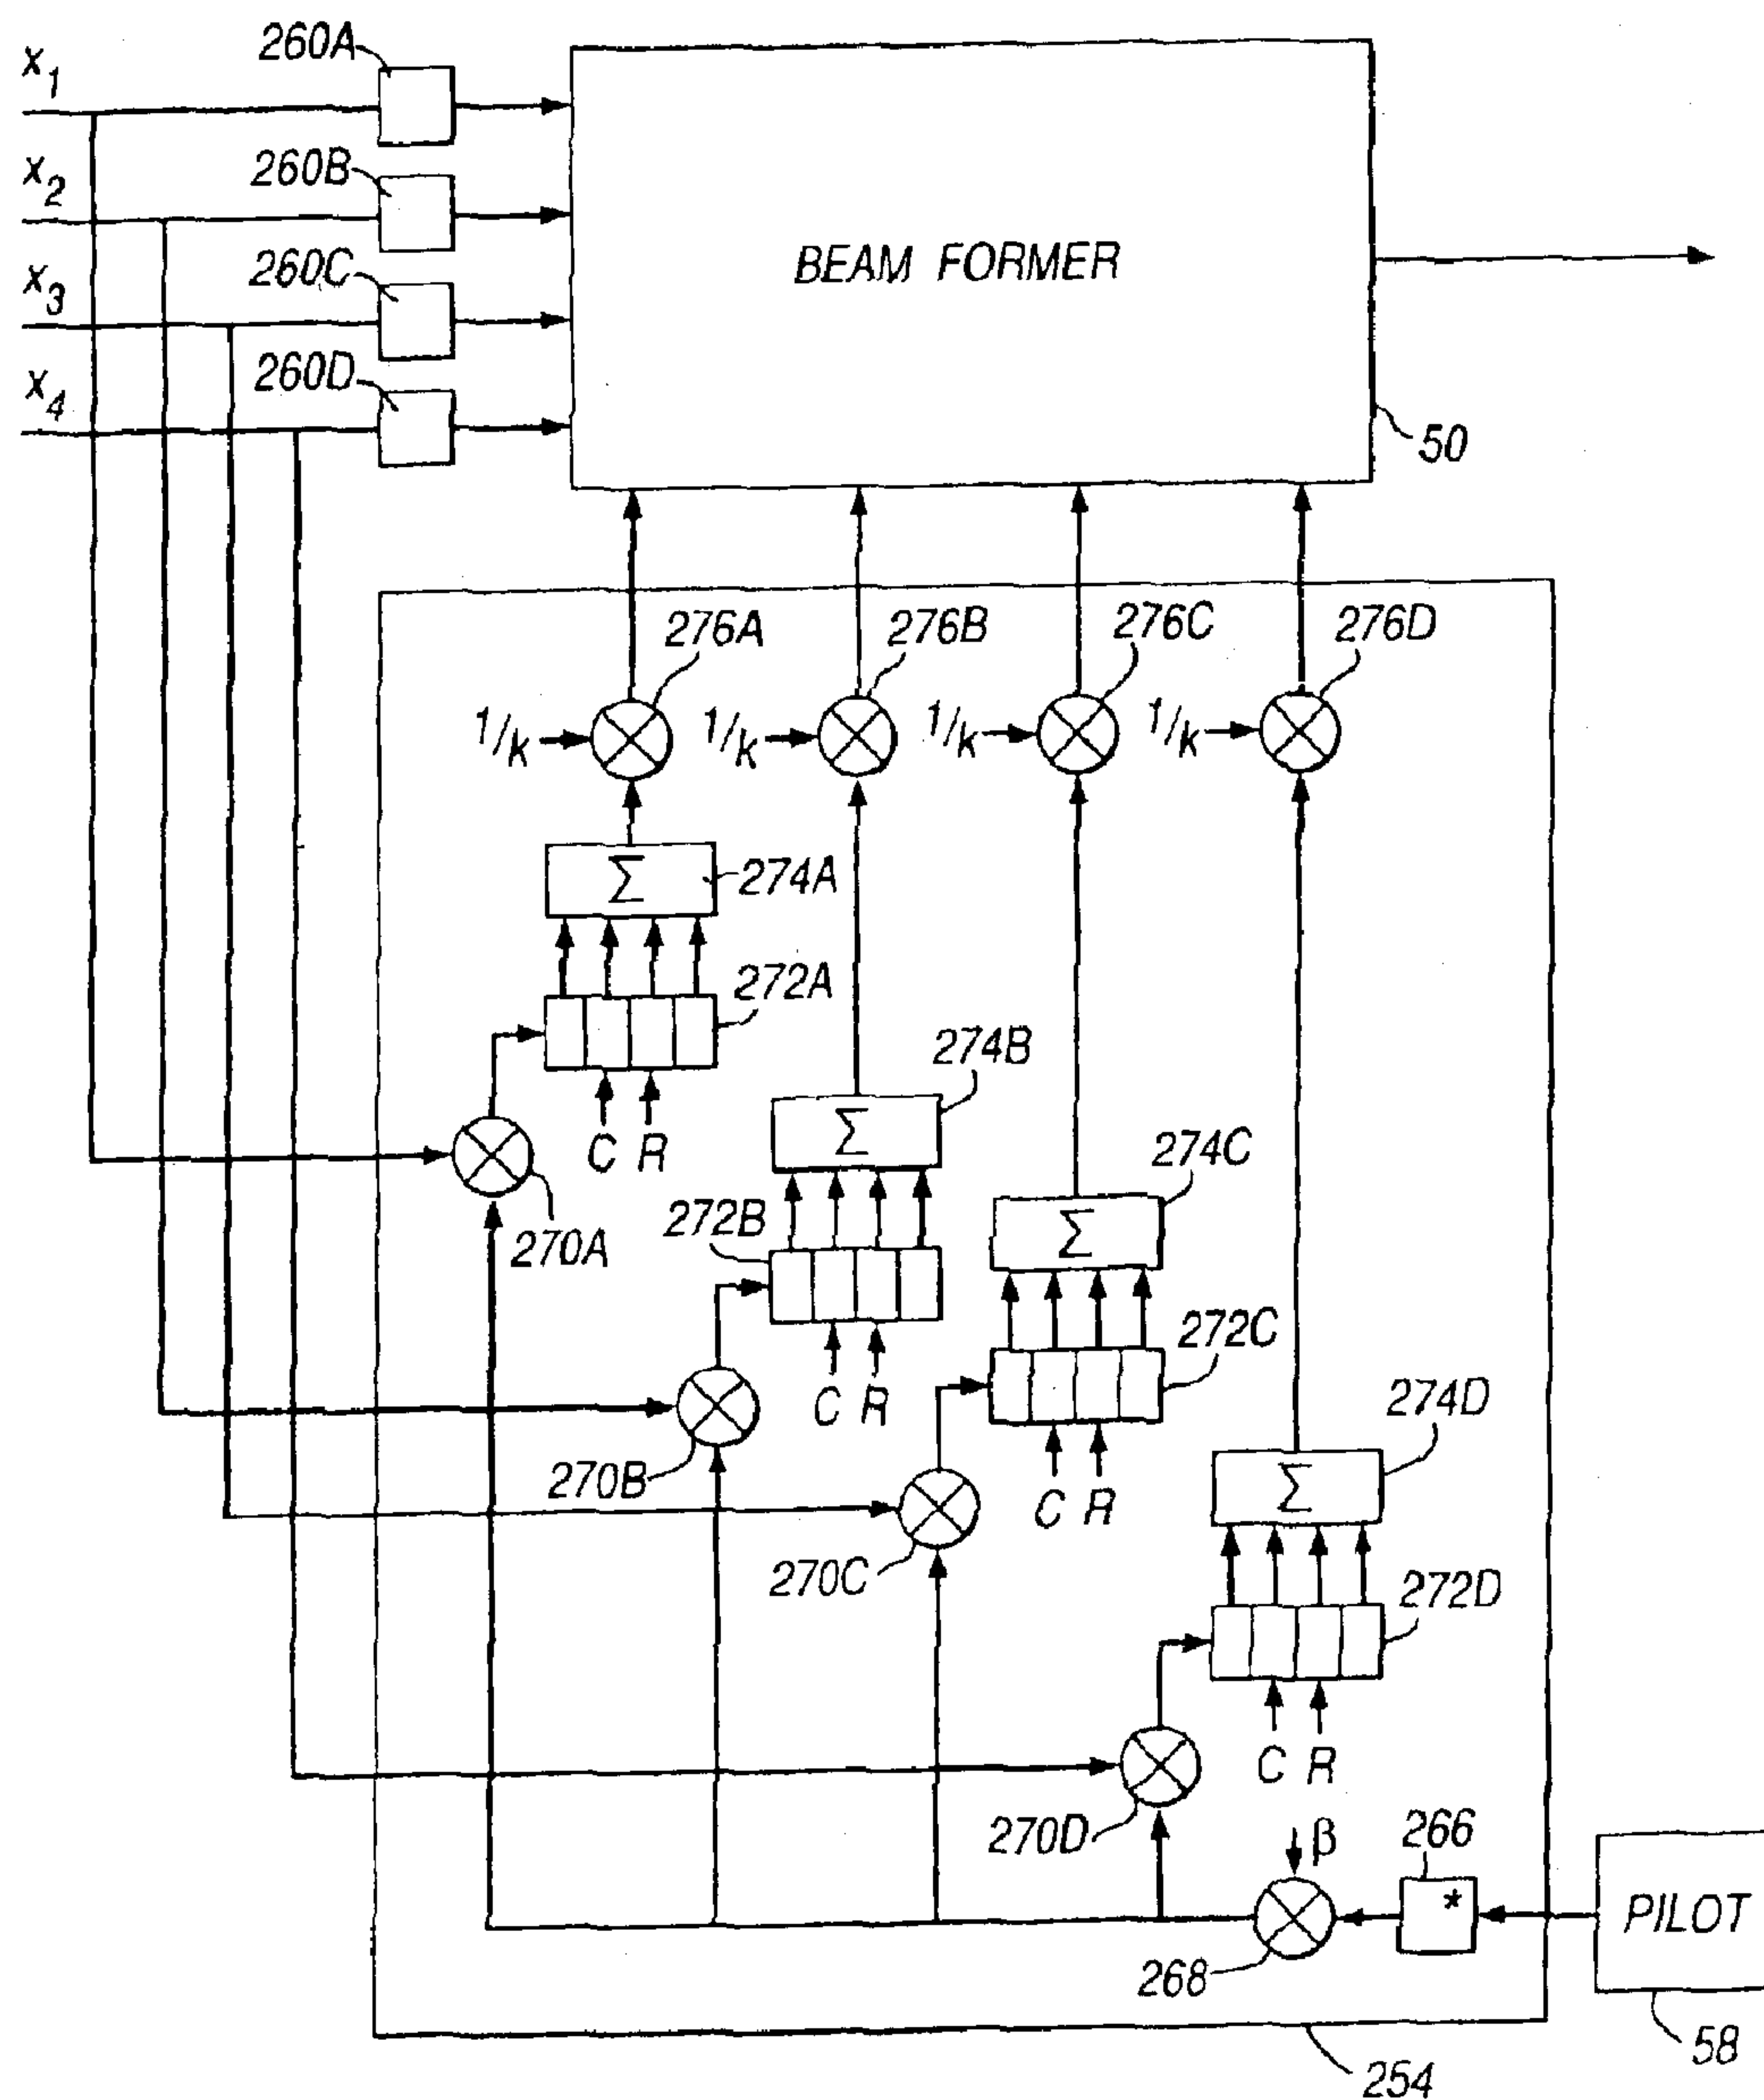 260A
x1
260B
x2
260C
x3
260D
x4
BEAM FORMER
50
276A
276B
276C
276D
1/k
1/k
1/k
1/k
Σ
274A
272A
274B
C R
Σ
274C
272B
270A
Σ
272C
274D
C R
270B
Σ
C R
270C
272D
C R
270D
β
266
*
PILOT
268
58
254